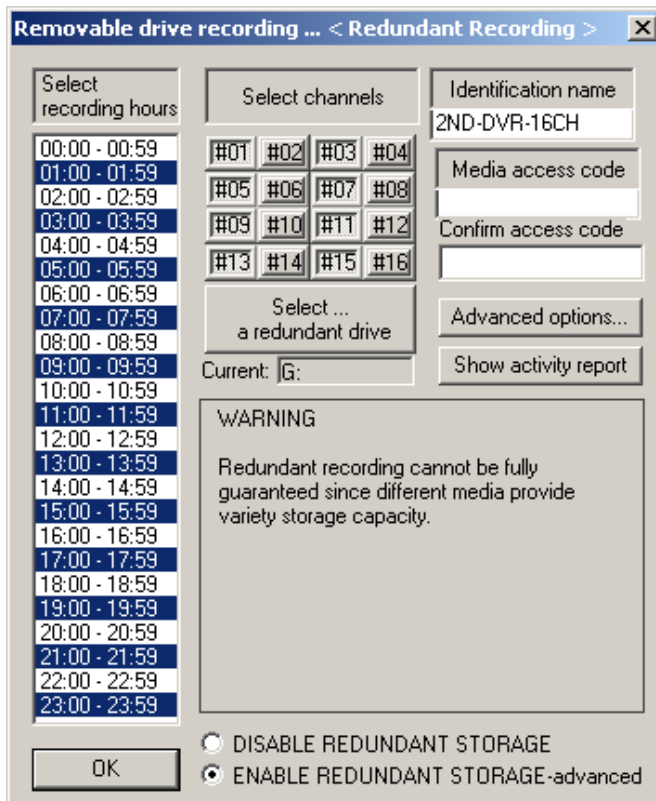 Removable drive recording ... < Redundant Recording >
Select
recording hours
00:00 - 00:59
01:00 - 01:59
02:00 - 02:59
03:00 - 03:59
04:00 - 04:59
05:00 - 05:59
06:00 - 06:59
07:00 - 07:59
08:00 - 08:59
09:00 - 09:59
10:00 - 10:59
11:00 - 11:59
12:00 - 12:59
13:00 - 13:59
14:00 - 14:59
15:00 - 15:59
16:00 - 16:59
17:00 - 17:59
18:00 - 18:59
19:00 - 19:59
20:00 - 20:59
21:00 - 21:59
22:00 - 22:59
23:00 - 23:59
OK
Select channels
#01 #02 #03 #04
#05 #06 #07 #08
#09 #10 #11 #12
#13 #14 #15 #16
Select ...
a redundant drive
Current: G:
Identification name
2ND-DVR-16CH
Media access code
Confirm access code
Advanced options...
Show activity report
WARNING
Redundant recording cannot be fully
guaranteed since different media provide
variety storage capacity.
DISABLE REDUNDANT STORAGE
ENABLE REDUNDANT STORAGE-advanced